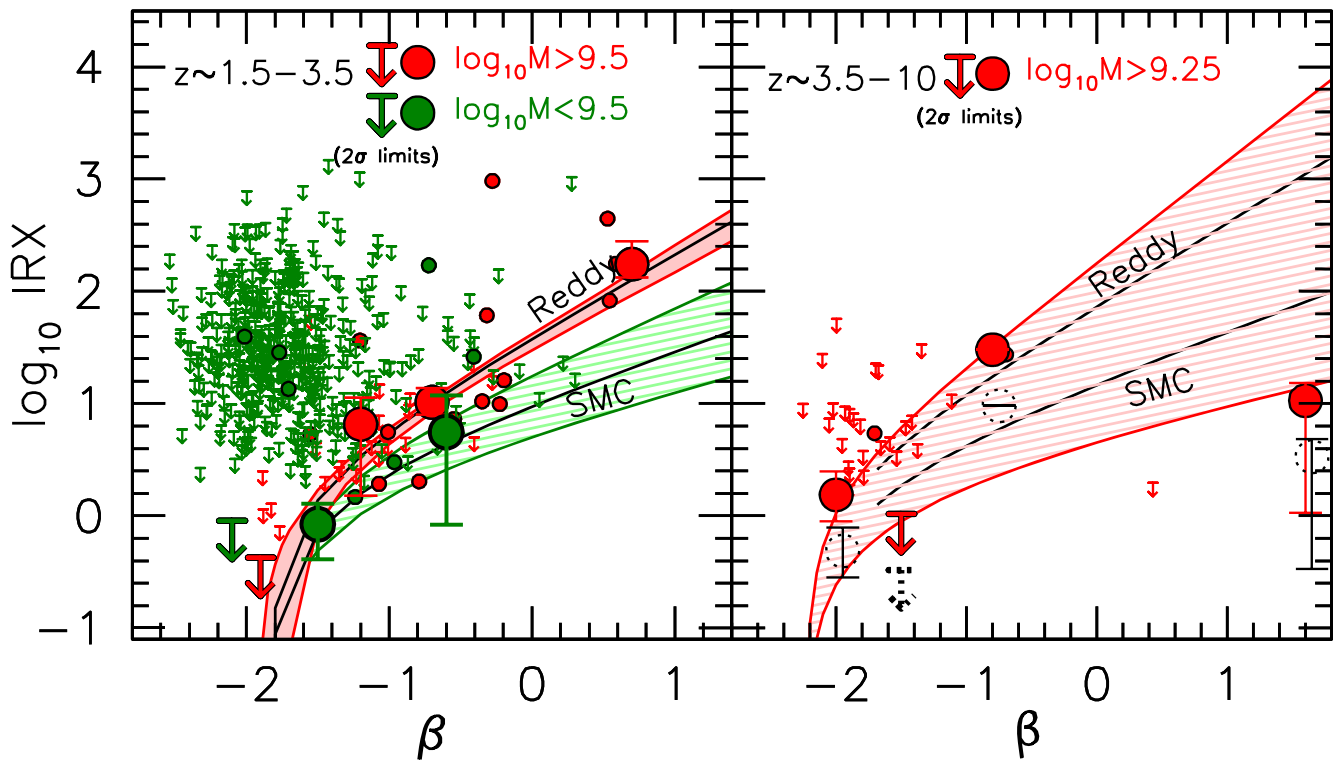 z~1.5−3.5
log10M>9.5
log10M<9.5
(2σ limits)
Reddy
SMC
z~3.5−10
log10M>9.25
(2σ limits)
Reddy
SMC
log10 IRX
4
3
2
1
0
−1
−2 −1 0 1
−2 −1 0 1
β
β